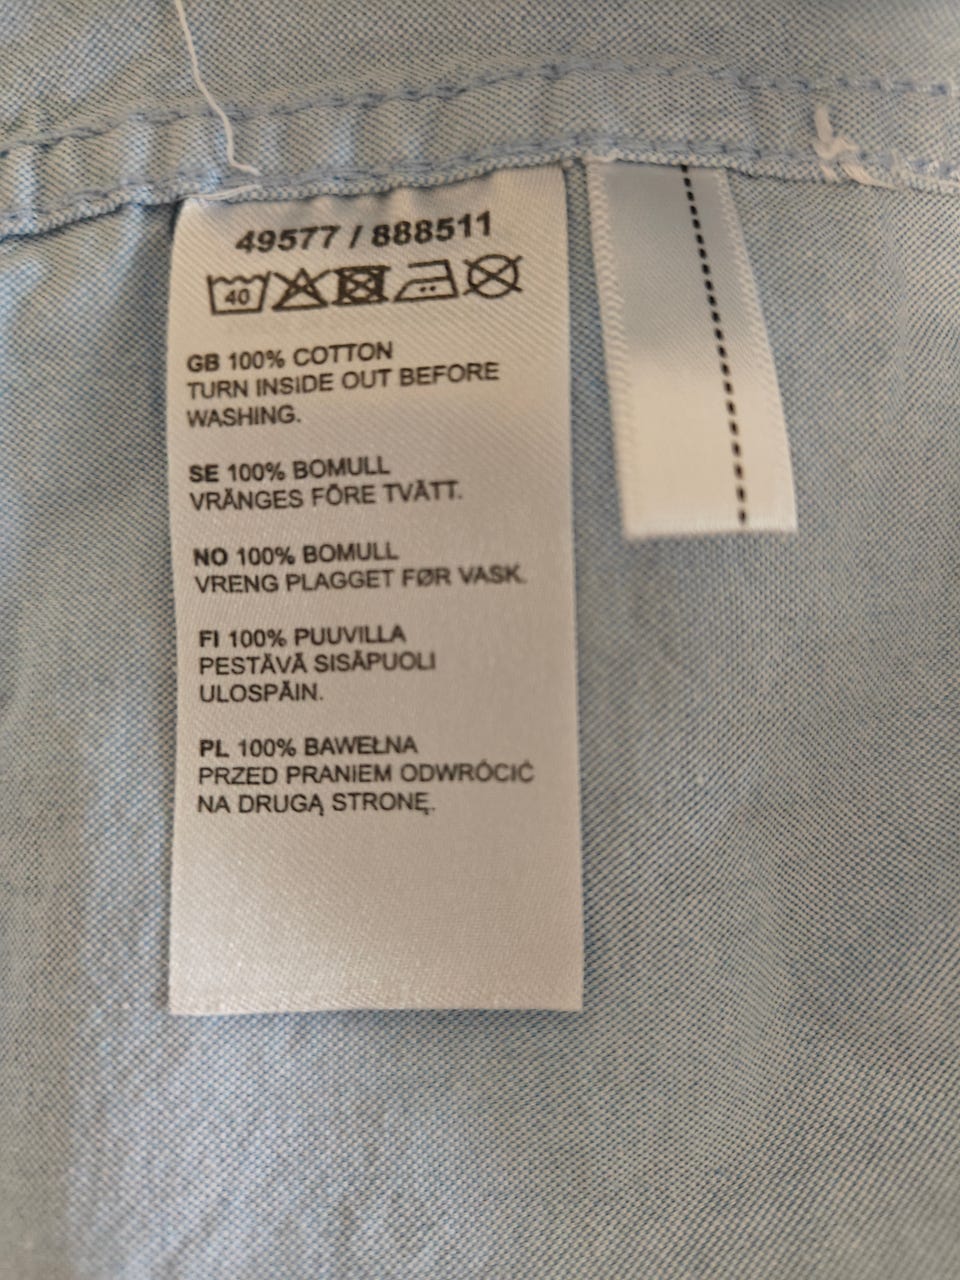 49577 / 888511
40
GB 100% COTTON
TURN INSIDE OUT BEFORE
WASHING.
SE 100% BOMULL
VRÄNGES FÖRE TVÄTT.
NO 100% BOMULL
VRENG PLAGGET FØR VASK.
FI 100% PUUVILLA
PESTÄVÄ SISÄPUOLI
ULOSPÄIN.
PL 100% BAWEŁNA
PRZED PRANIEM ODWRÓCIĆ
NA DRUGĄ STRONĘ.